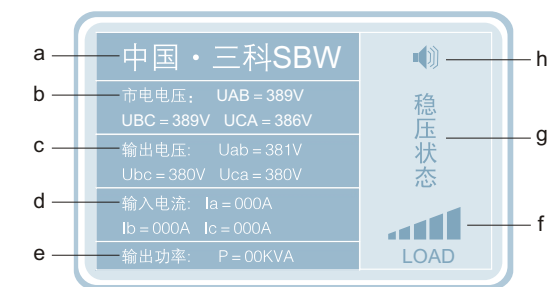 a
中国·三科SBW
b
市电电压： UAB = 389V
UBC = 389V UCA = 386V
c
输出电压: Uab = 381V
Ubc = 380V Uca = 380V
d
输入电流: Ia = 000A
Ib = 000A Ic = 000A
e
输出功率: P = 00KVA
h
稳压状态
g
f
LOAD